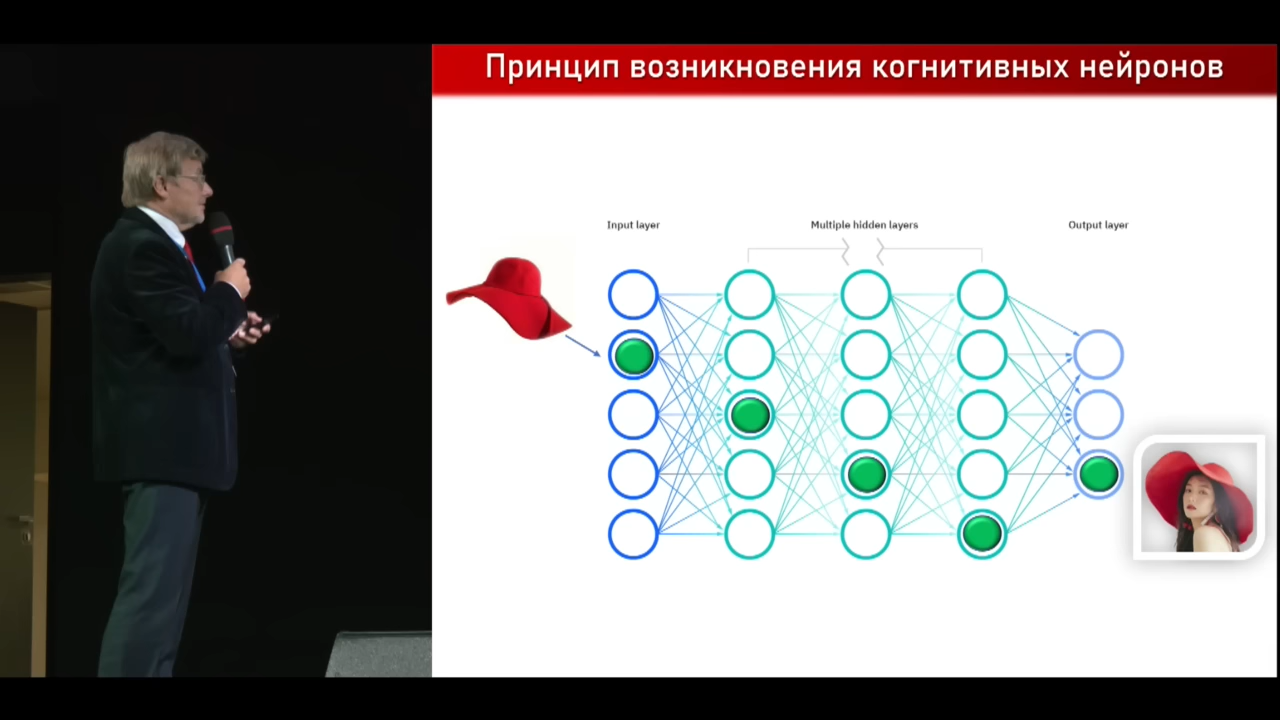 Принцип возникновения когнитивных нейронов
Input layer
Multiple hidden layers
Output layer